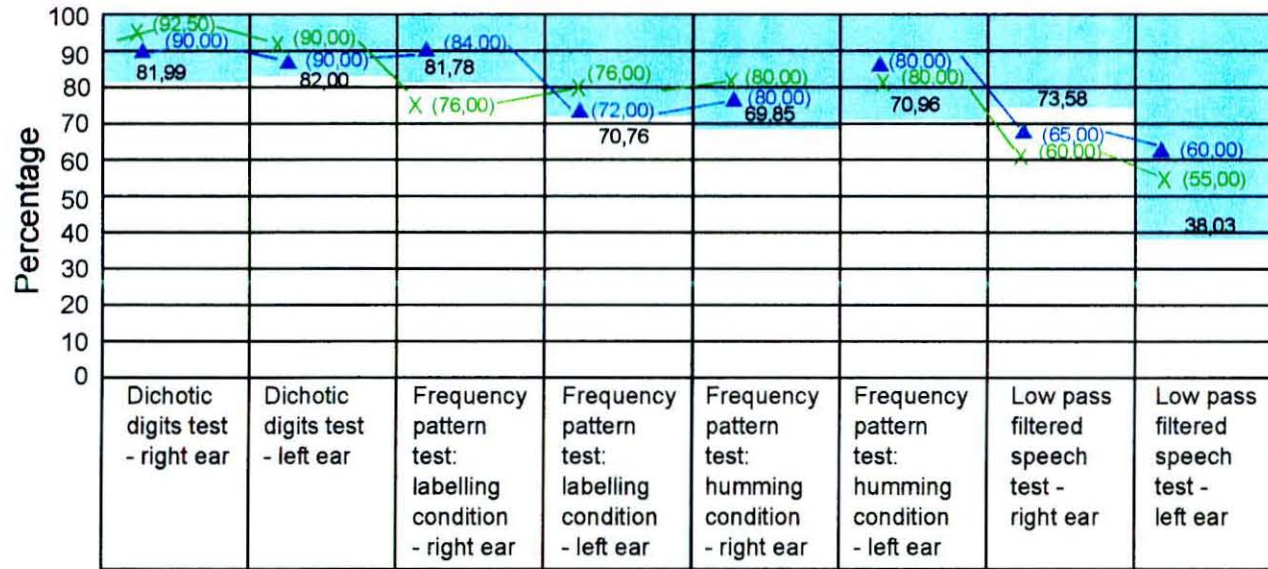 Percentage
100
90
80
70
60
50
40
30
20
10
0
(92,50)
(90,00)
81,99
(90,00)
(90,00)
82,00
(84,00)
81,78
(76,00)
(76,00)
(72,00)
70,76
(80,00)
(80,00)
69,85
(80,00)
(80,00)
70,96
73,58
(65,00)
(60,00)
(60,00)
(55,00)
38,03
Dichotic
digits test
- right ear
Dichotic
digits test
- left ear
Frequency
pattern
test:
labelling
condition
- right ear
Frequency
pattern
test:
labelling
condition
- left ear
Frequency
pattern
test:
humming
condition
- right ear
Frequency
pattern
test:
humming
condition
- left ear
Low pass
filtered
speech
test -
right ear
Low pass
filtered
speech
test -
left ear